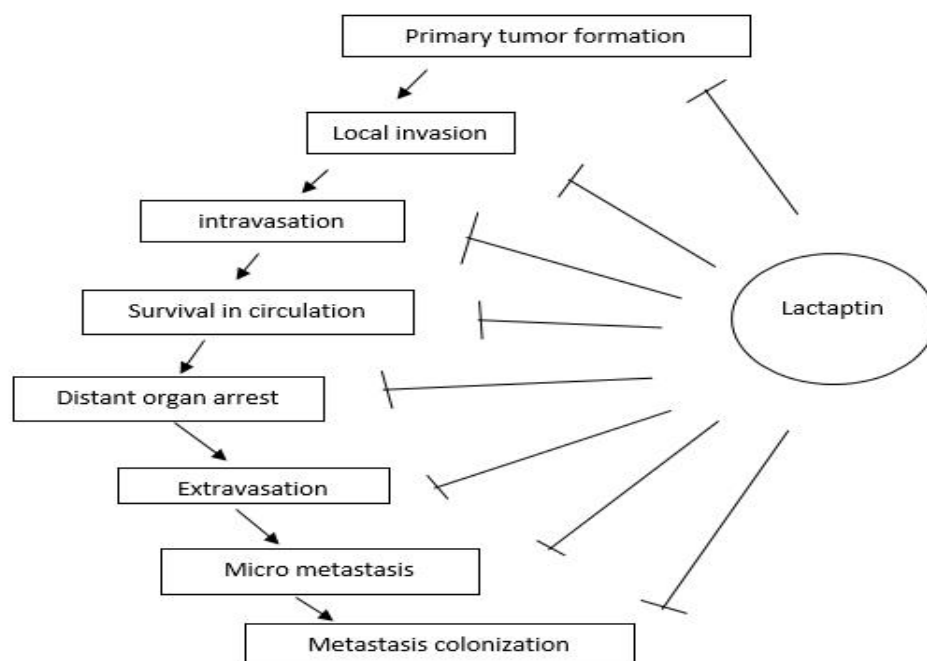 Primary tumor formation
Local invasion
intravasation
Survival in circulation
Lactaptin
Distant organ arrest
Extravasation
Micro metastasis
Metastasis colonization